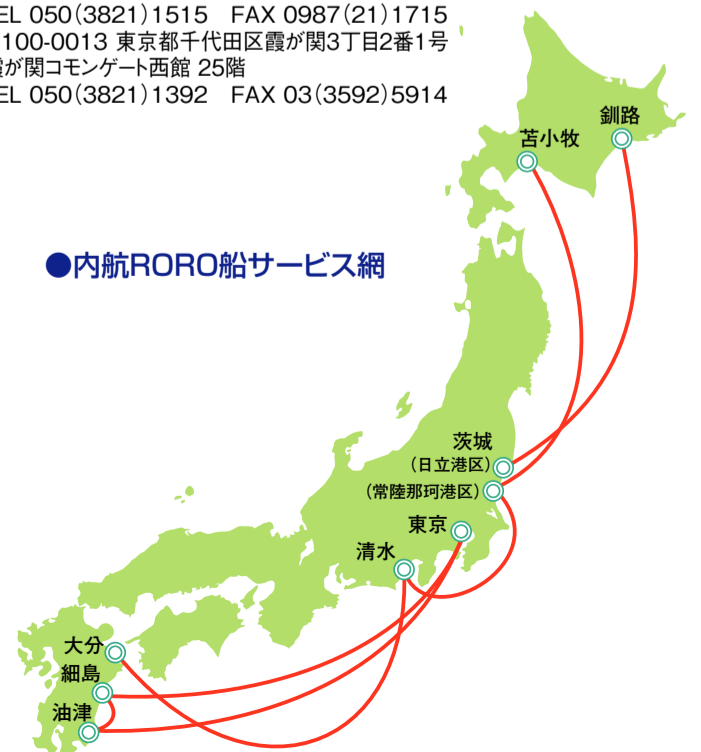 EL 050(3821)1515 FAX 0987(21)1715
100-0013 東京都千代田区霞が関3丁目2番1号
霞が関コモンゲート西館 25階
EL 050(3821)1392 FAX 03(3592)5914
釧路
苫小牧
●内航RORO船サービス網
茨城
(日立港区)
(常陸那珂港区)
東京
清水
大分
細島
油津